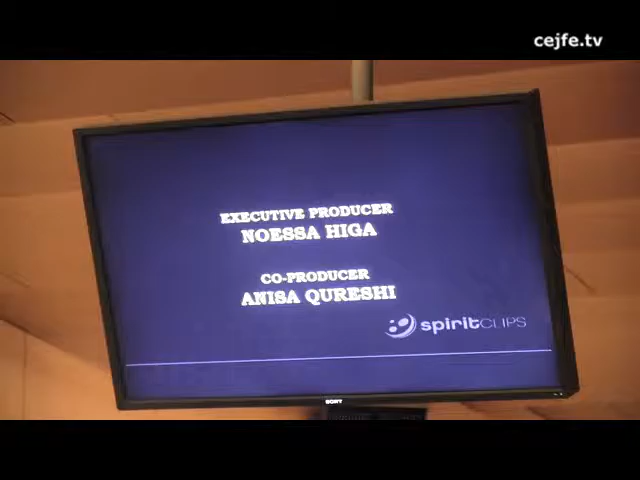 cejfe.tv
EXECUTIVE PRODUCER
NOESSA HIGA
CO-PRODUCER
ANISA QURESHI
spiritCLIPS
SONY